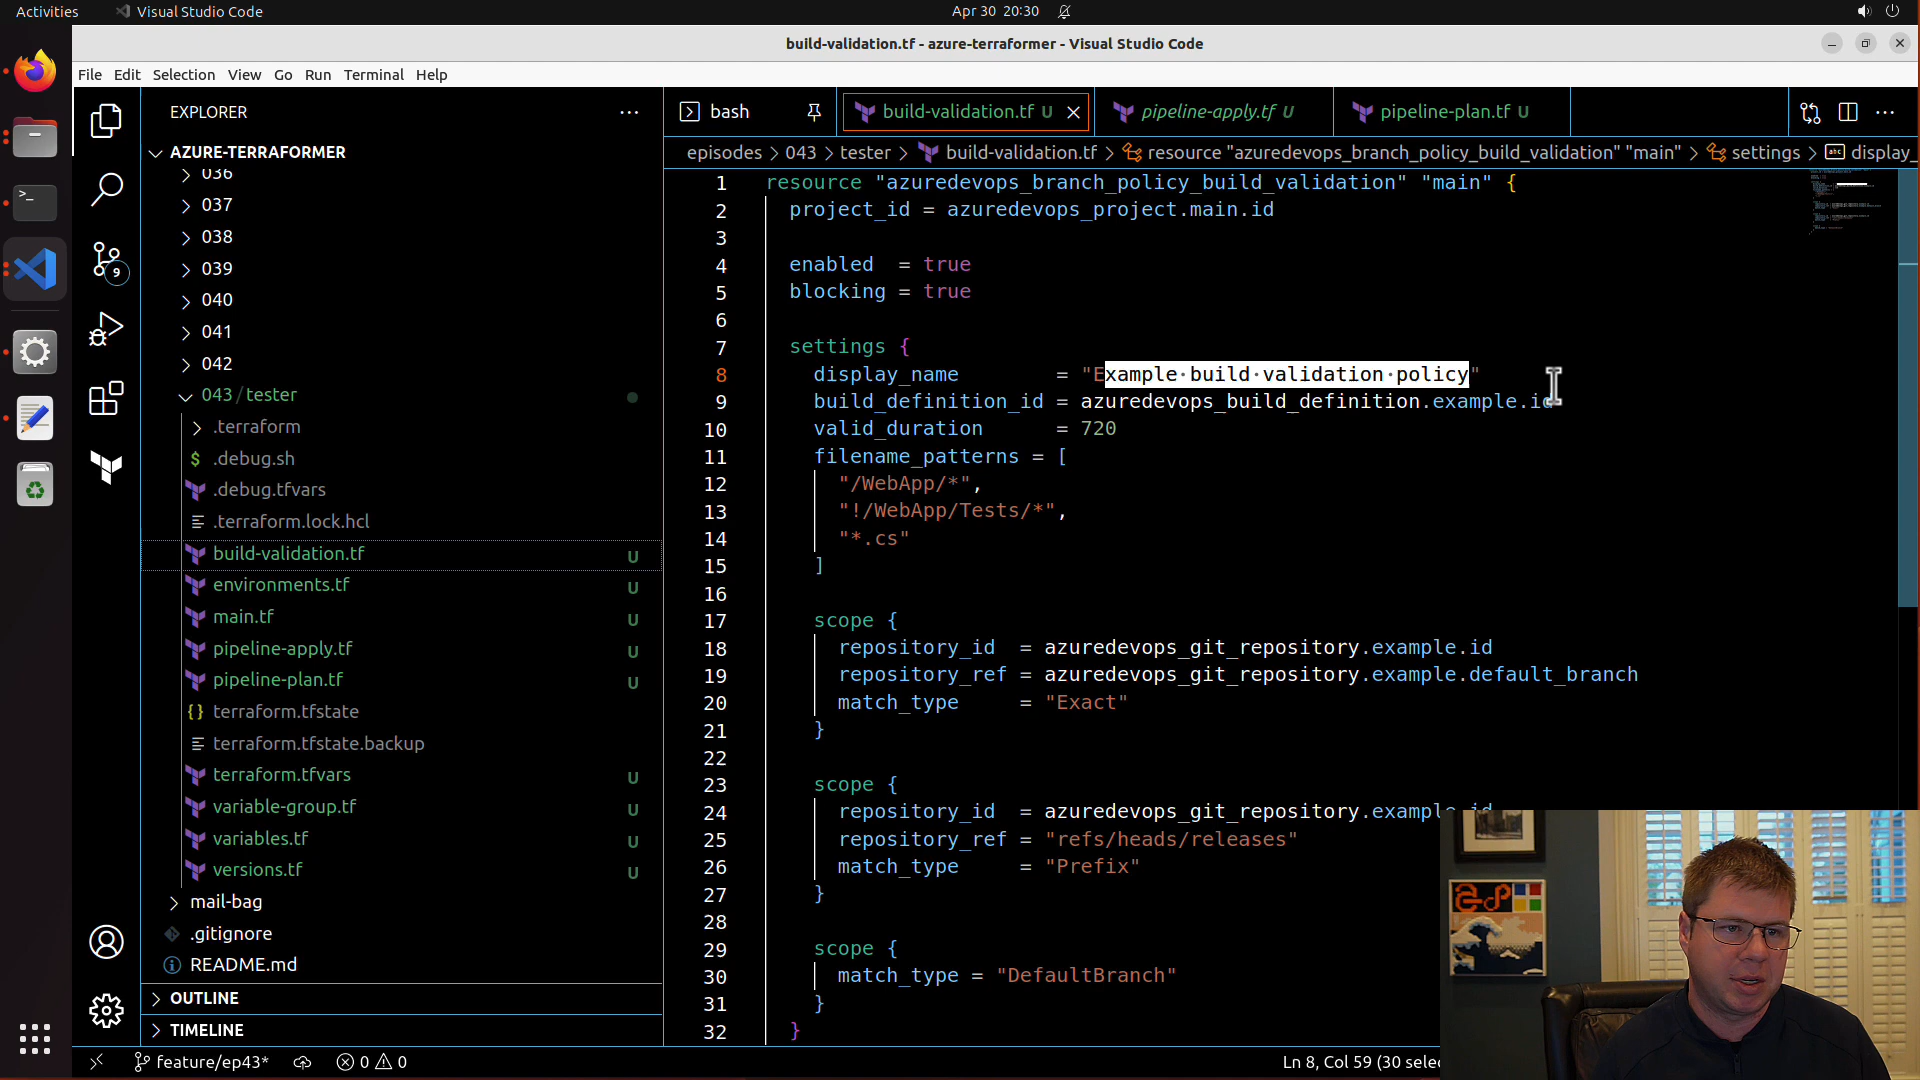 Activities
Visual Studio Code
Apr 30 20:30
build-validation.tf - azure-terraformer - Visual Studio Code
File Edit Selection View Go Run Terminal Help
EXPLORER
AZURE-TERRAFORMER
036
037
038
039
040
041
042
043 / tester
.terraform
.debug.sh
.debug.tfvars
.terraform.lock.hcl
build-validation.tf U
environments.tf U
main.tf U
pipeline-apply.tf U
pipeline-plan.tf U
terraform.tfstate
terraform.tfstate.backup
terraform.tfvars U
variable-group.tf U
variables.tf U
versions.tf U
mail-bag
.gitignore
README.md
OUTLINE
TIMELINE
9
bash
build-validation.tf U
pipeline-apply.tf U
pipeline-plan.tf U
episodes > 043 > tester > build-validation.tf > resource "azuredevops_branch_policy_build_validation" "main" > settings > display_
1 resource "azuredevops_branch_policy_build_validation" "main" {
2 project_id = azuredevops_project.main.id
3
4 enabled = true
5 blocking = true
6
7 settings {
8 display_name = "Example·build·validation·policy"
9 build_definition_id = azuredevops_build_definition.example.id
10 valid_duration = 720
11 filename_patterns = [
12 "/WebApp/*",
13 "!/WebApp/Tests/*",
14 "*.cs"
15 ]
16
17 scope {
18 repository_id = azuredevops_git_repository.example.id
19 repository_ref = azuredevops_git_repository.example.default_branch
20 match_type = "Exact"
21 }
22
23 scope {
24 repository_id = azuredevops_git_repository.example.id
25 repository_ref = "refs/heads/releases"
26 match_type = "Prefix"
27 }
28
29 scope {
30 match_type = "DefaultBranch"
31 }
32 }
feature/ep43*
0 0
Ln 8, Col 59 (30 selec